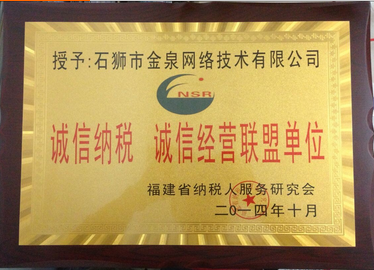 授予:石狮市金泉网络技术有限公司
NSR
诚信纳税 诚信经营联盟单位
福建省纳税人服务研究会
二〇一四年十月